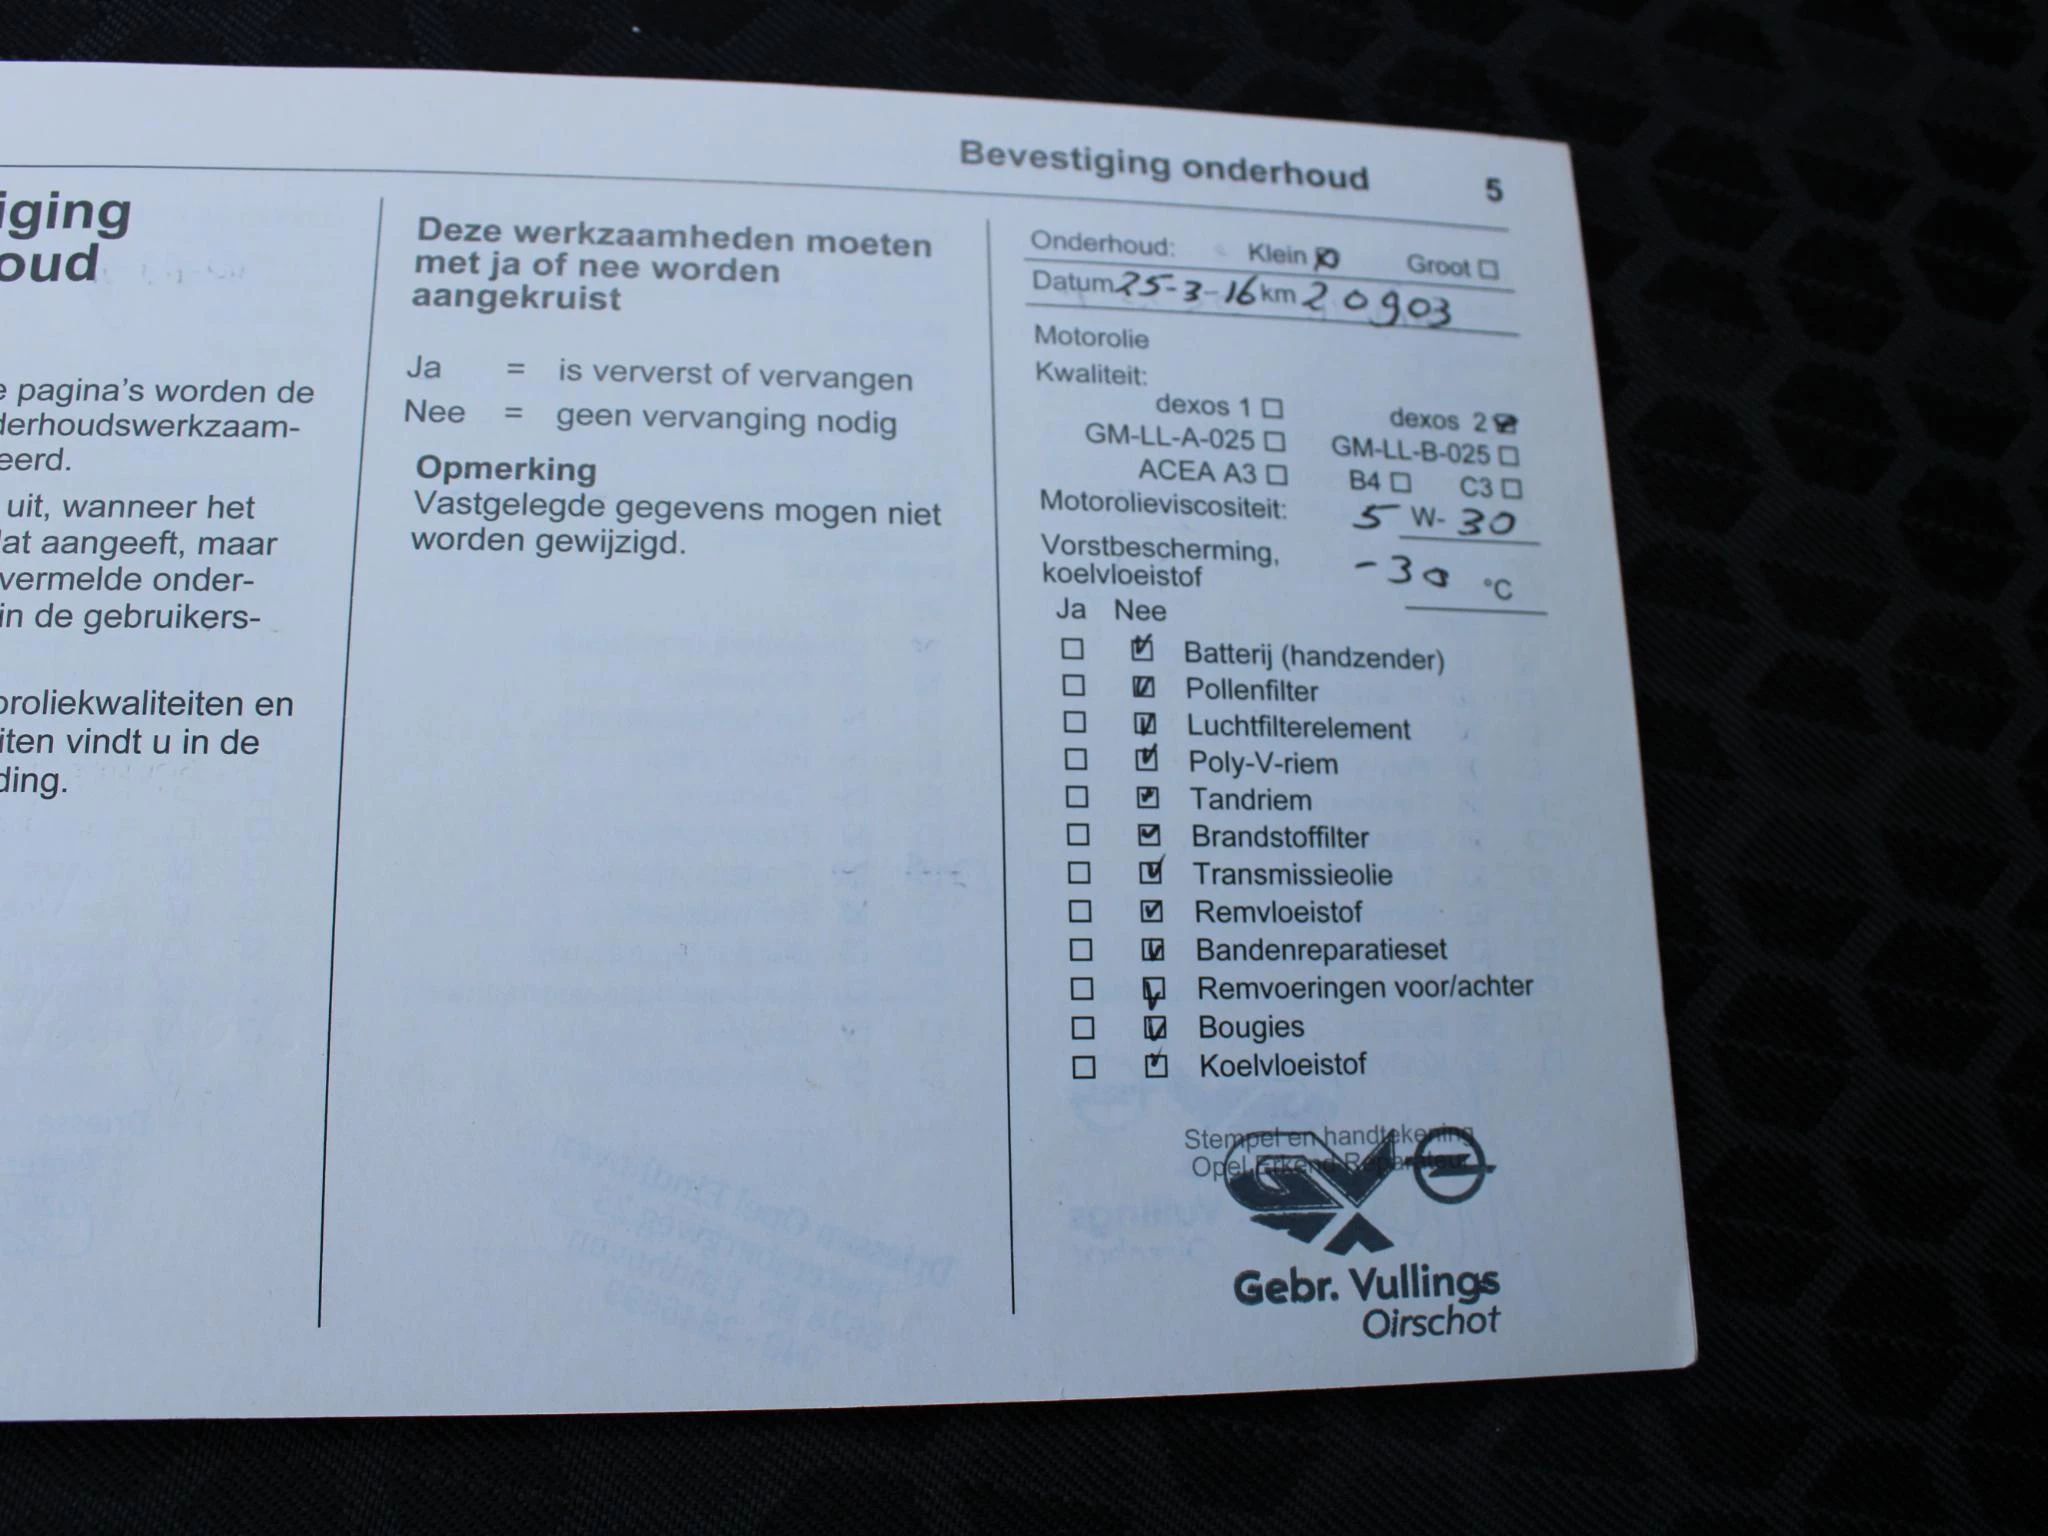 Bevestiging onderhoud 5
iging
oud
e pagina's worden de
derhoudswerkzaam-
eerd.
uit, wanneer het
lat aangeeft, maar
vermelde onder-
in de gebruikers-
oroliekwaliteiten en
iten vindt u in de
ding.
Deze werkzaamheden moeten
met ja of nee worden
aangekruist
Ja = is ververst of vervangen
Nee = geen vervanging nodig
Opmerking
Vastgelegde gegevens mogen niet
worden gewijzigd.
Onderhoud: Klein Groot
Datum 25-3-16 km 20903
Motorolie
Kwaliteit:
dexos 1 dexos 2
GM-LL-A-025 GM-LL-B-025
ACEA A3 B4 C3
Motorolieviscositeit: 5 W- 30
Vorstbescherming,
koelvloeistof -30 °C
Ja Nee
Batterij (handzender)
Pollenfilter
Luchtfilterelement
Poly-V-riem
Tandriem
Brandstoffilter
Transmissieolie
Remvloeistof
Bandenreparatieset
Remvoeringen voor/achter
Bougies
Koelvloeistof
Stempel en handtekening
Opel Erkend Reparateur
Gebr. Vullings
Oirschot